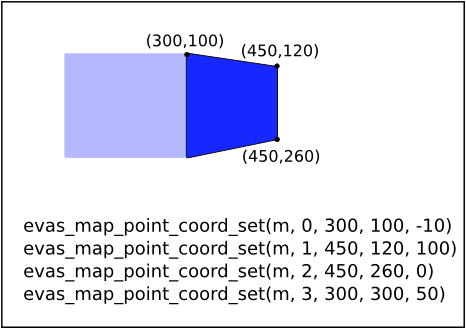 (300,100)
(450,120)
(450,260)
evas_map_point_coord_set(m, 0, 300, 100, -10)
evas_map_point_coord_set(m, 1, 450, 120, 100)
evas_map_point_coord_set(m, 2, 450, 260, 0)
evas_map_point_coord_set(m, 3, 300, 300, 50)